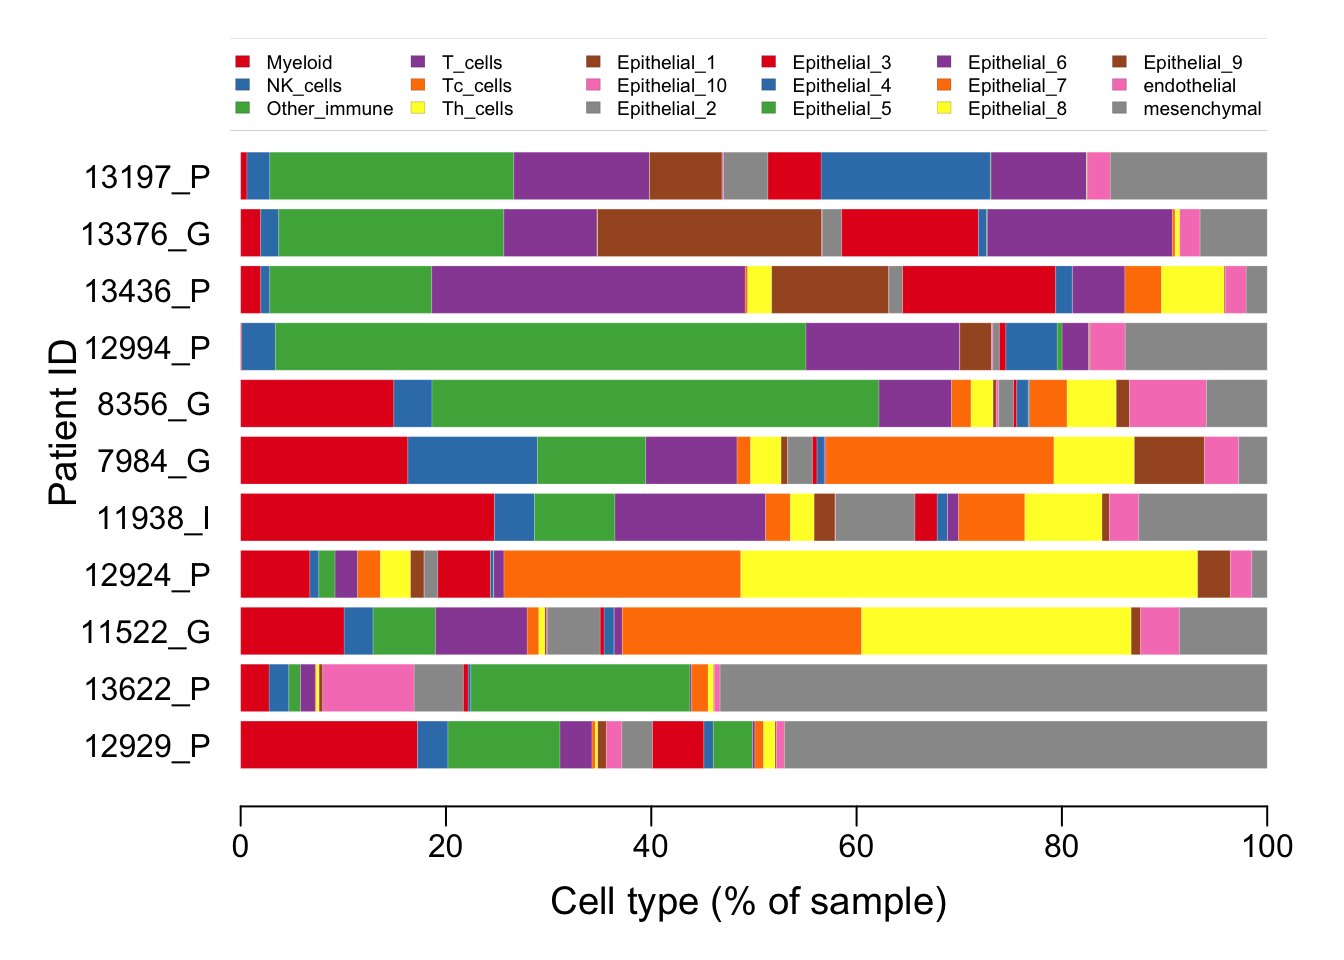 Myeloid T_cells Epithelial_1 Epithelial_3 Epithelial_6 Epithelial_9
NK_cells Tc_cells Epithelial_10 Epithelial_4 Epithelial_7 endothelial
Other_immune Th_cells Epithelial_2 Epithelial_5 Epithelial_8 mesenchymal
Patient ID
13197_P
13376_G
13436_P
12994_P
8356_G
7984_G
11938_I
12924_P
11522_G
13622_P
12929_P
0 20 40 60 80 100
Cell type (% of sample)